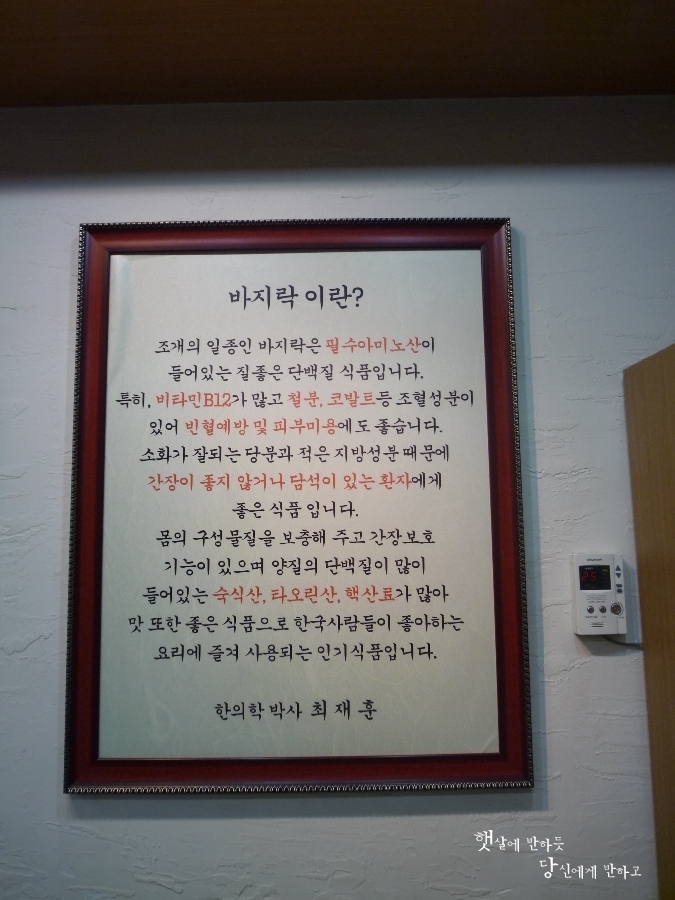 바지락 이란?
조개의 일종인 바지락은 필수아미노산이
들어있는 질좋은 단백질 식품입니다.
특히, 비타민B12가 많고 철분, 코발트등 조혈성분이
있어 빈혈예방 및 피부미용에도 좋습니다.
소화가 잘되는 당분과 적은 지방성분 때문에
간장이 좋지 않거나 담석이 있는 환자에게
좋은 식품 입니다.
몸의 구성물질을 보충해 주고 간장보호
기능이 있으며 양질의 단백질이 많이
들어있는 숙식산, 타오린산, 핵산료가 많아
맛 또한 좋은 식품으로 한국사람들이 좋아하는
요리에 즐겨 사용되는 인기식품입니다.
한의학 박사 최 재 훈
25
햇살에 반하듯
당신에게 반하고